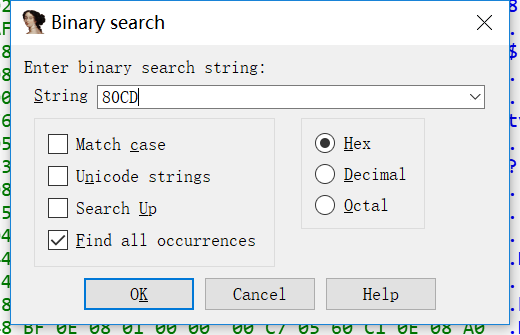 Binary search
Enter binary search string:
String 80CD
Match case
Hex
Unicode strings
Decimal
Search Up
Octal
Find all occurrences
OK Cancel Help
BF 0E 08 01 00 00 00 C7 05 60 C1 0E 08 A0